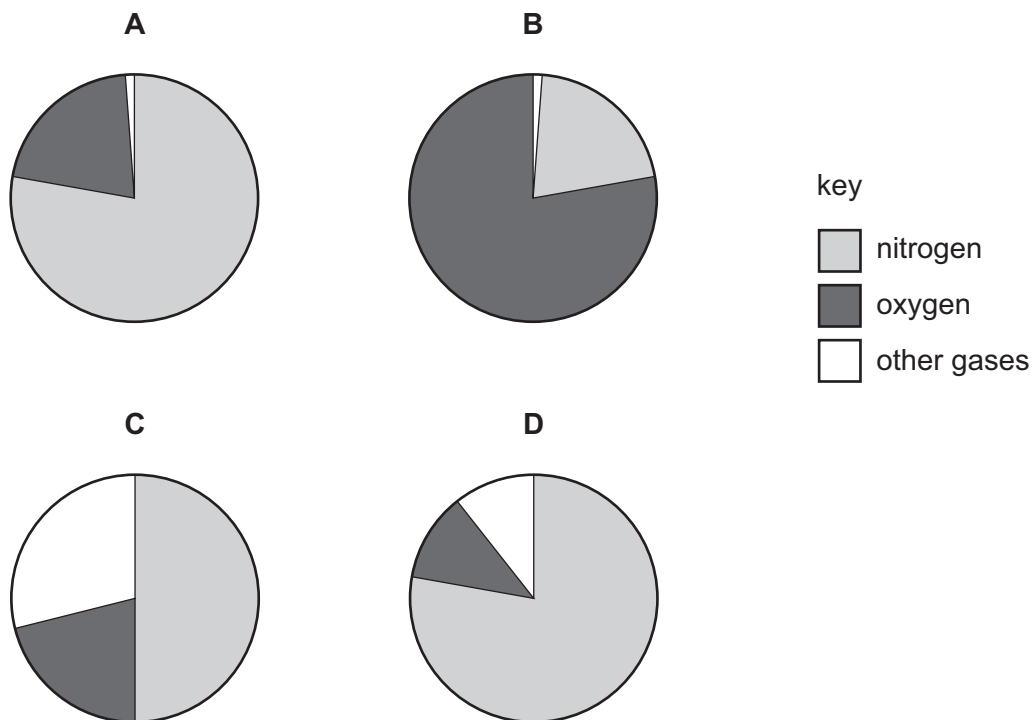 A
B
key
nitrogen
oxygen
other gases
C
D